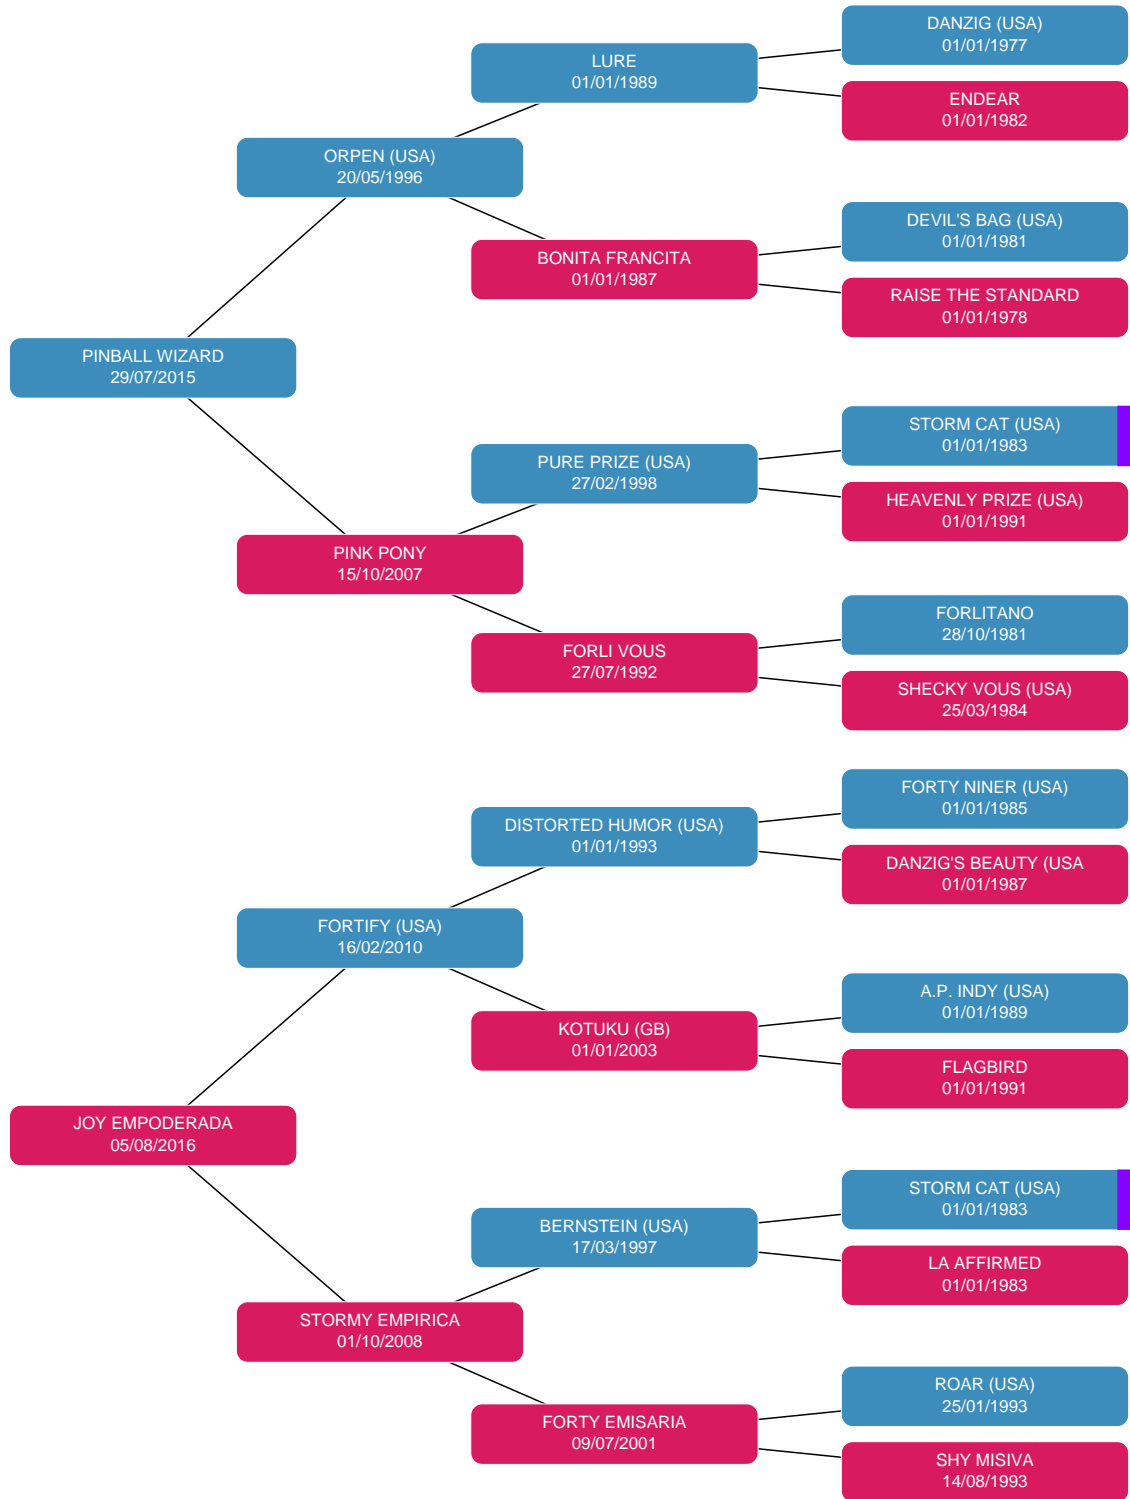 DANZIG (USA)
01/01/1977
LURE
01/01/1989
ENDEAR
01/01/1982
ORPEN (USA)
20/05/1996
DEVIL'S BAG (USA)
01/01/1981
BONITA FRANCITA
01/01/1987
RAISE THE STANDARD
01/01/1978
PINBALL WIZARD
29/07/2015
STORM CAT (USA)
01/01/1983
PURE PRIZE (USA)
27/02/1998
HEAVENLY PRIZE (USA)
01/01/1991
PINK PONY
15/10/2007
FORLITANO
28/10/1981
FORLI VOUS
27/07/1992
SHECKY VOUS (USA)
25/03/1984
FORTY NINER (USA)
01/01/1985
DISTORTED HUMOR (USA)
01/01/1993
DANZIG'S BEAUTY (USA
01/01/1987
FORTIFY (USA)
16/02/2010
A.P. INDY (USA)
01/01/1989
KOTUKU (GB)
01/01/2003
FLAGBIRD
01/01/1991
JOY EMPODERADA
05/08/2016
STORM CAT (USA)
01/01/1983
BERNSTEIN (USA)
17/03/1997
LA AFFIRMED
01/01/1983
STORMY EMPIRICA
01/10/2008
ROAR (USA)
25/01/1993
FORTY EMISARIA
09/07/2001
SHY MISIVA
14/08/1993